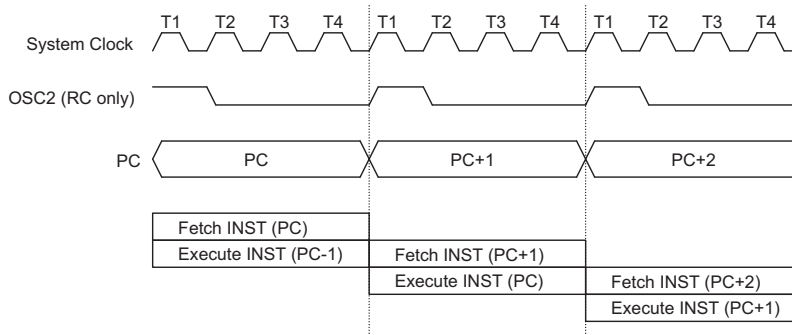 T1 T2 T3 T4 T1 T2 T3 T4 T1 T2 T3 T4
System Clock
OSC2 (RC only)
PC PC PC+1 PC+2
Fetch INST (PC)
Execute INST (PC-1) Fetch INST (PC+1)
Execute INST (PC) Fetch INST (PC+2)
Execute INST (PC+1)